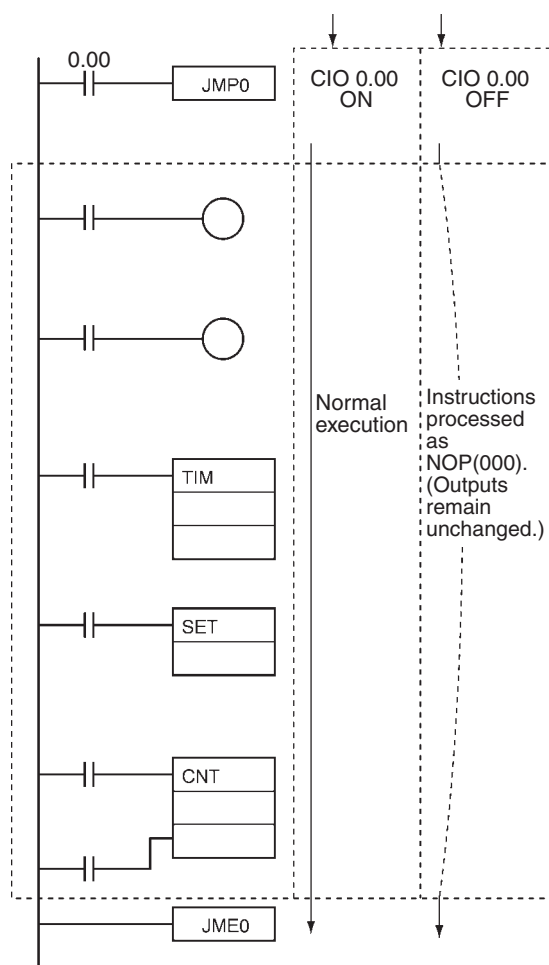 0.00
JMP0
CIO 0.00
ON
CIO 0.00
OFF
Normal
execution
Instructions
processed
as
NOP(000).
(Outputs
remain
unchanged.)
TIM
SET
CNT
JME0